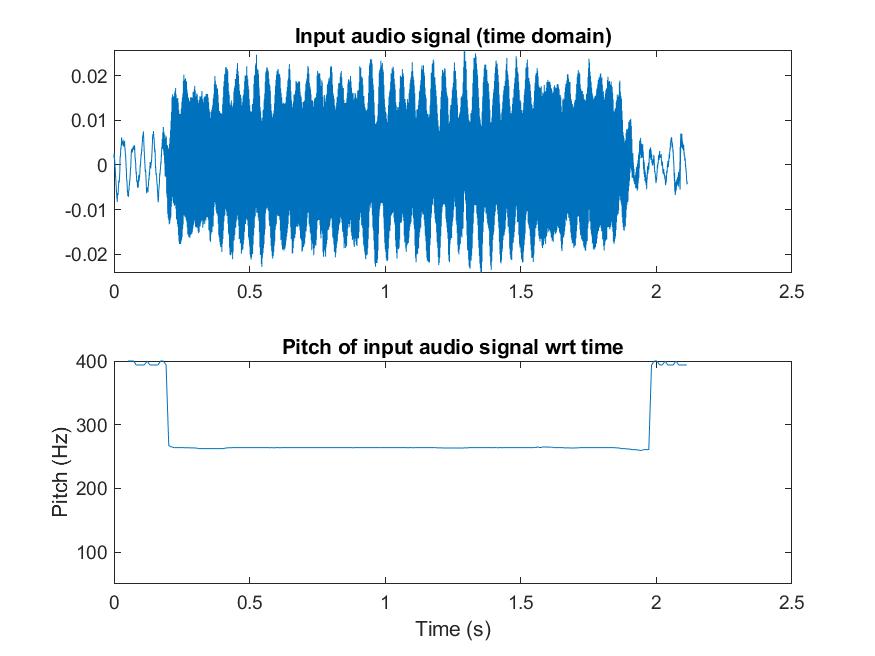 Input audio signal (time domain)
0.02
0.01
0
-0.01
-0.02
0 0.5 1 1.5 2 2.5
Pitch of input audio signal wrt time
400
300
200
100
Pitch (Hz)
0 0.5 1 1.5 2 2.5
Time (s)